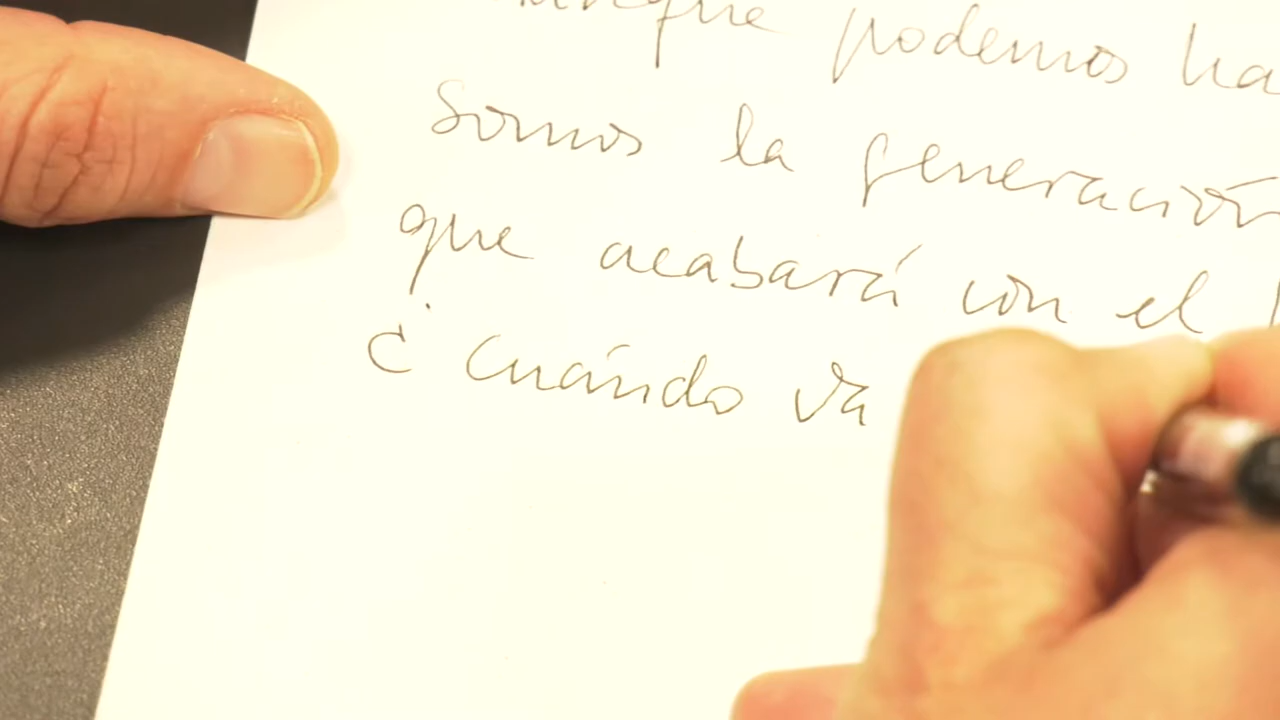 podemos
somos la generación
que acabará con el
¿Cuándo va